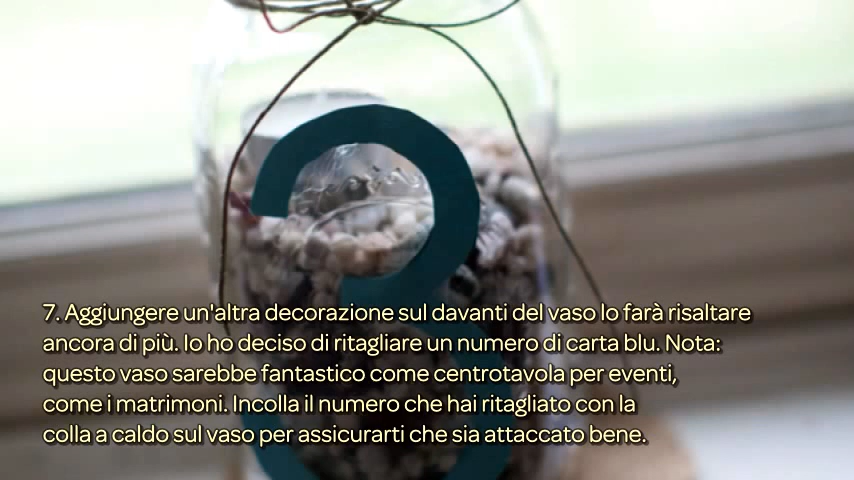 3
7. Aggiungere un'altra decorazione sul davanti del vaso lo farà risaltare
ancora di più. Io ho deciso di ritagliare un numero di carta blu. Nota:
questo vaso sarebbe fantastico come centrotavola per eventi,
come i matrimoni. Incolla il numero che hai ritagliato con la
colla a caldo sul vaso per assicurarti che sia attaccato bene.